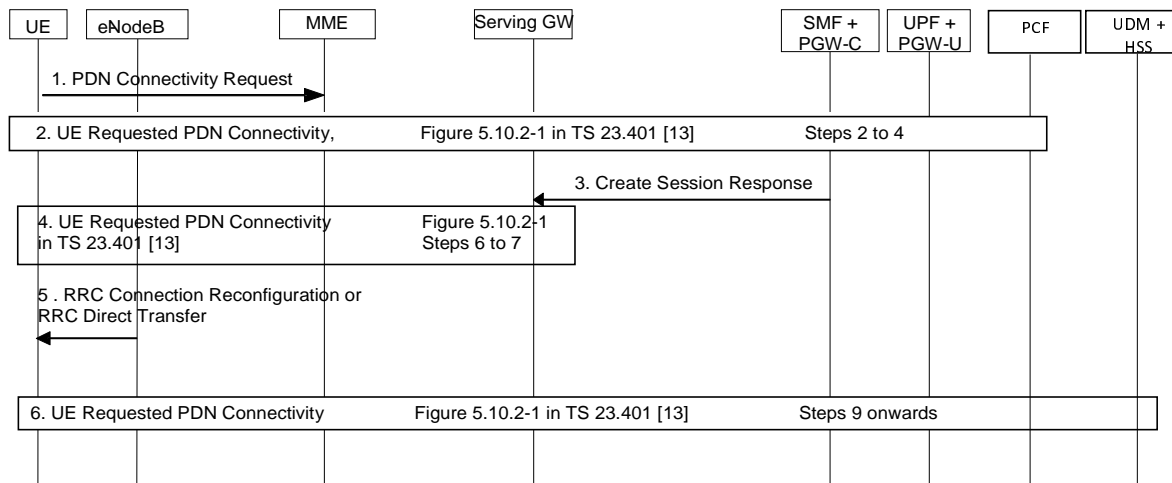 UE
eNodeB
MME
Serving GW
SMF +
PGW-C
UPF +
PGW-U
PCF
UDM +
HSS
1. PDN Connectivity Request
2. UE Requested PDN Connectivity, Figure 5.10.2-1 in TS 23.401 [13] Steps 2 to 4
3. Create Session Response
4. UE Requested PDN Connectivity Figure 5.10.2-1
in TS 23.401 [13] Steps 6 to 7
5 . RRC Connection Reconfiguration or
RRC Direct Transfer
6. UE Requested PDN Connectivity Figure 5.10.2-1 in TS 23.401 [13] Steps 9 onwards